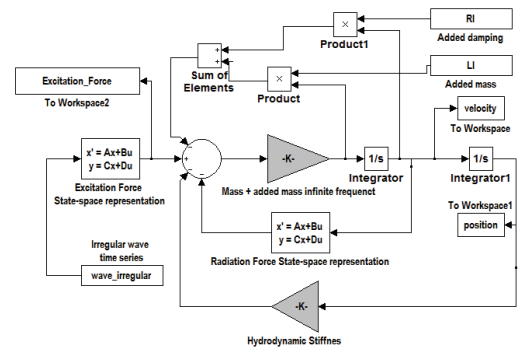 RI
Added damping
×
Product1
LI
Added mass
+
+
Sum of
Elements
×
Product
Excitation_Force
To Workspace2
velocity
To Workspace
x' = Ax+Bu
y = Cx+Du
Excitation Force
State-space representation
−
+
−
−
-K-
Mass + added mass infinite frequenct
1/s
Integrator
1/s
Integrator1
To Workspace1
position
x' = Ax+Bu
y = Cx+Du
Radiation Force State-space representation
Irregular wave
time series
wave_irregular
-K-
Hydrodynamic Stiffnes